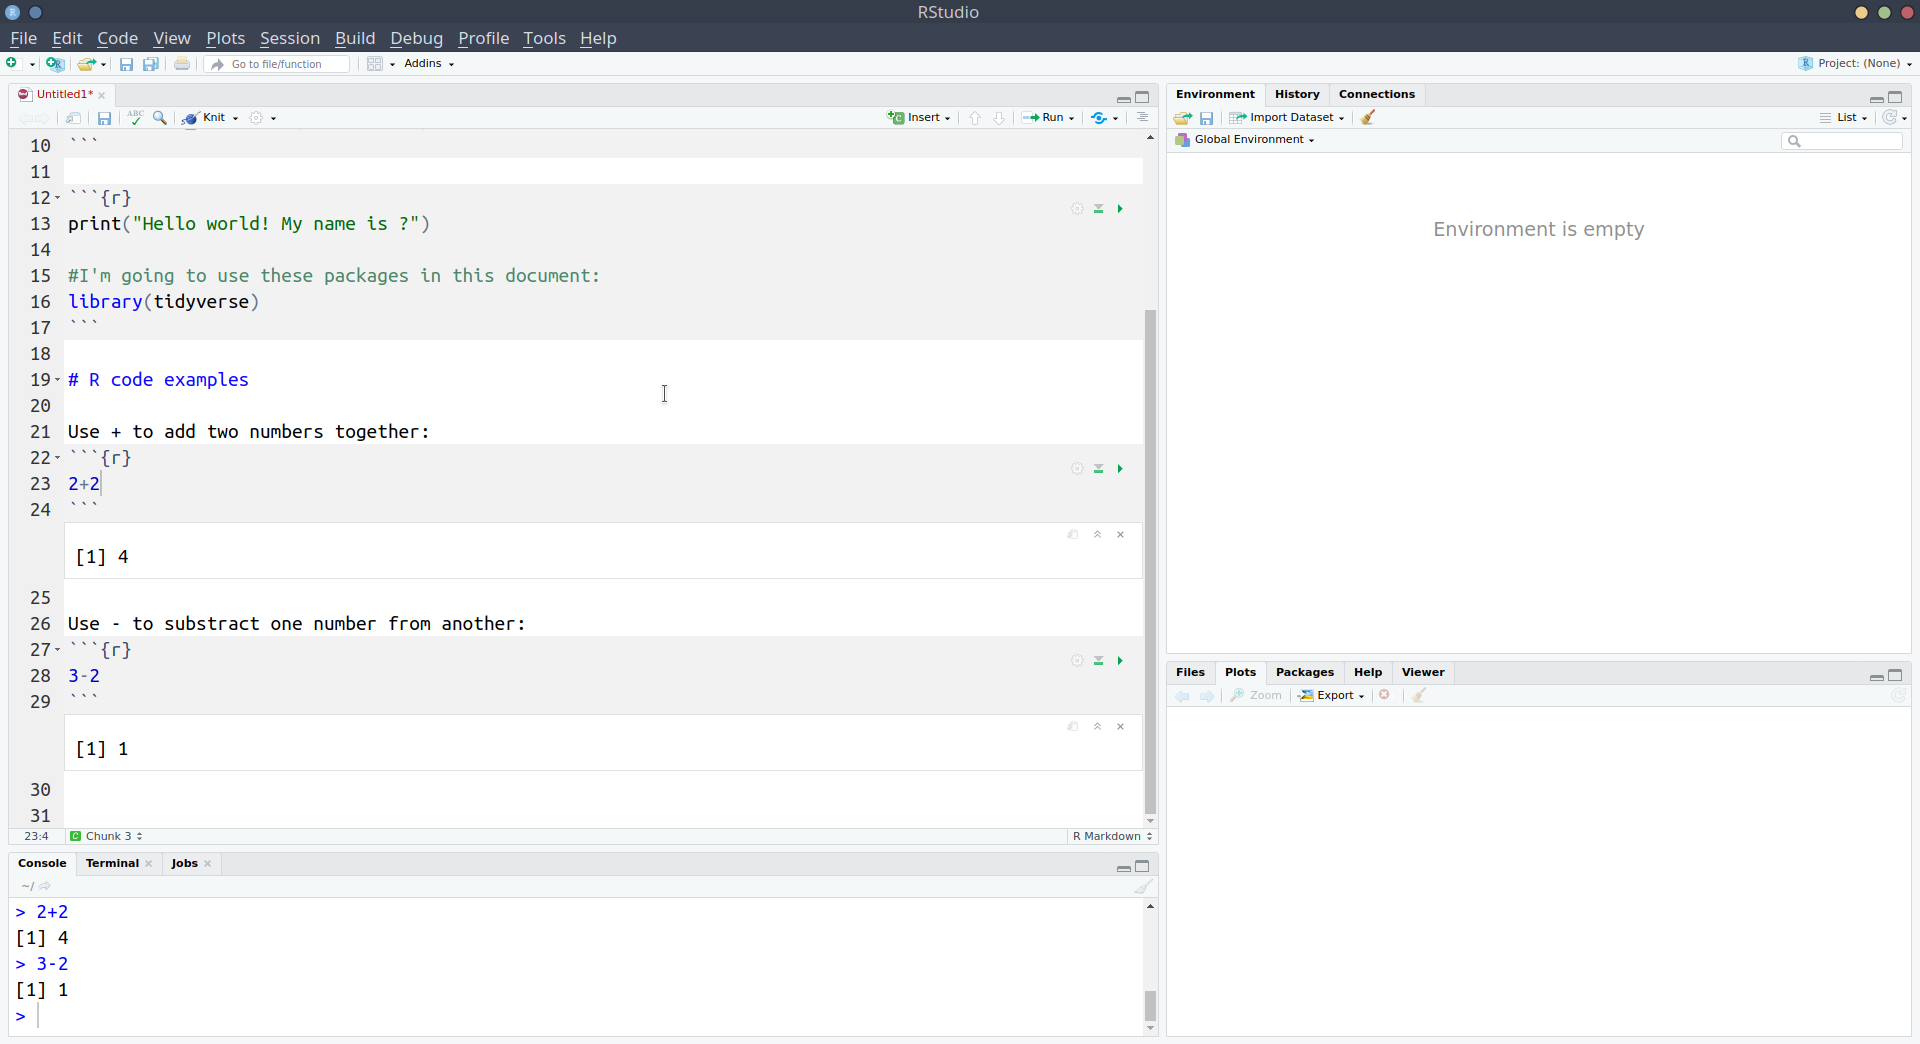 RStudio
File Edit Code View Plots Session Build Debug Profile Tools Help
Go to file/function Addins Project: (None)
Untitled1*
ABC Knit Insert Run
10 ```
11
12 ```{r}
13 print("Hello world! My name is ?")
14
15 #I'm going to use these packages in this document:
16 library(tidyverse)
17 ```
18
19 # R code examples
20
21 Use + to add two numbers together:
22 ```{r}
23 2+2
24 ```
[1] 4
25
26 Use - to substract one number from another:
27 ```{r}
28 3-2
29 ```
[1] 1
30
31
23:4 C Chunk 3 R Markdown
Console Terminal Jobs
~/
> 2+2
[1] 4
> 3-2
[1] 1
>
Environment History Connections
Import Dataset List
Global Environment
Environment is empty
Files Plots Packages Help Viewer
Zoom Export